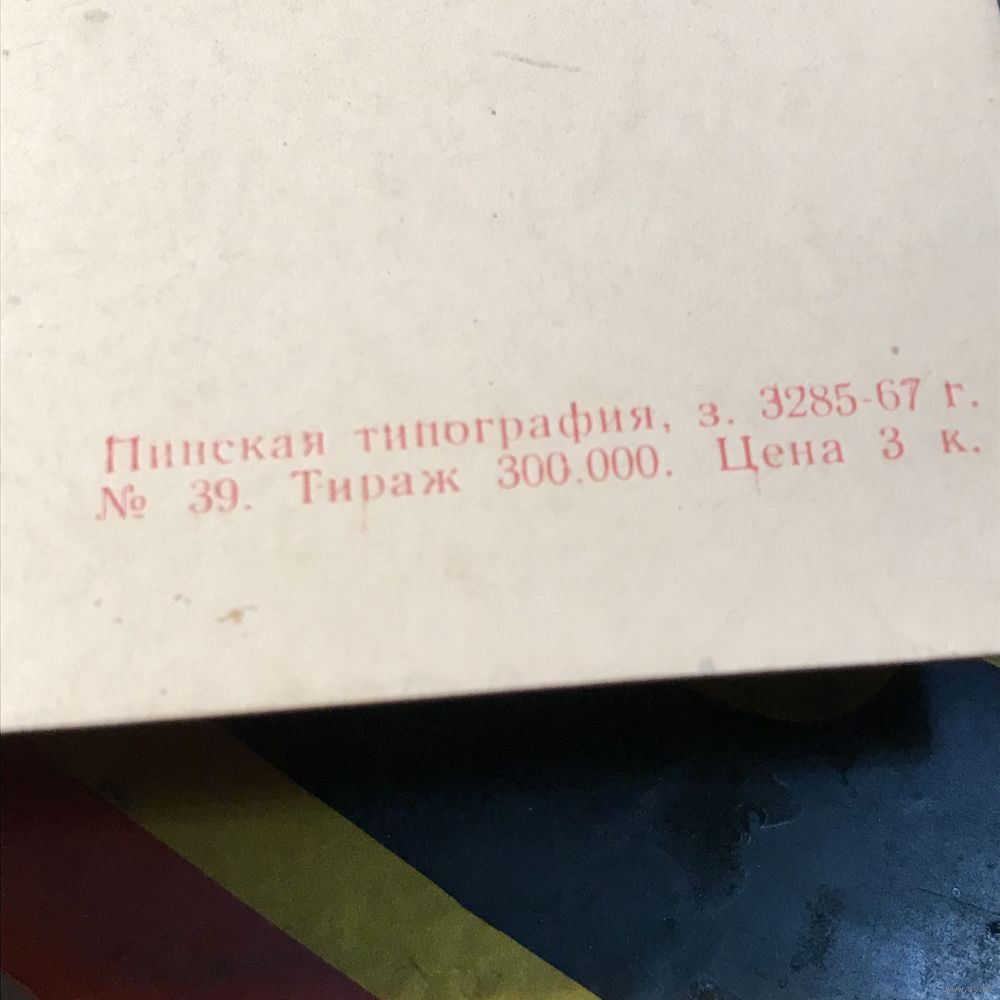 Пинская типография, з. 3285-67 г.
№ 39. Тираж 300.000. Цена 3 к.